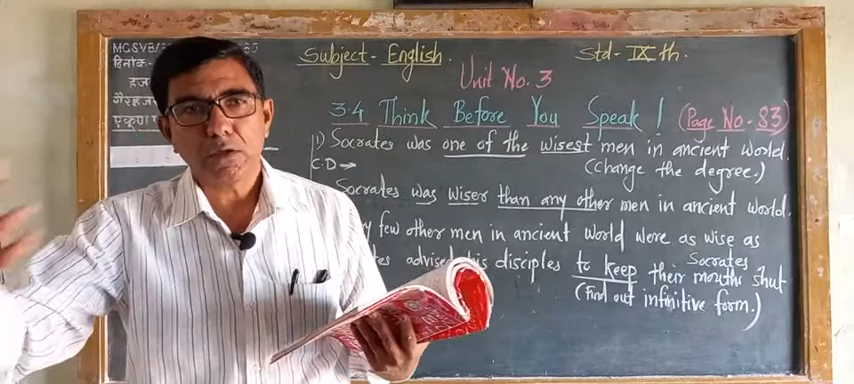 MGSVB/
दिनांक
Subject - English.
Std - IX th.
Unit No. 3
3.4 Think Before You Speak! (Page No - 83)
1) Socrates was one of the wisest men in ancient world.
C.D → (Change the degree.)
Socrates was wiser than any other men in ancient world.
few other men in ancient world were as wise as
Socrates
advised his disciples to keep their mouths shut
(Find out infinitive form.)